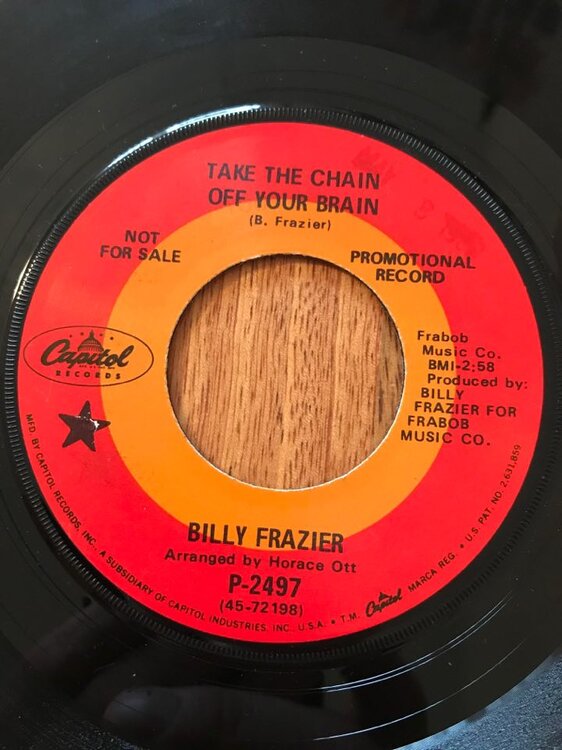 TAKE THE CHAIN
OFF YOUR BRAIN
(B. Frazier)
NOT
FOR SALE
PROMOTIONAL
RECORD
Capitol
RECORDS
Frabob
Music Co.
BMI-2:58
Produced by:
BILLY
FRAZIER FOR
FRABOB
MUSIC CO.
BILLY FRAZIER
Arranged by Horace Ott
P-2497
(45-72198)
MFD. BY CAPITOL RECORDS, INC., A SUBSIDIARY OF CAPITOL INDUSTRIES, INC., U.S.A. • T.M. Capitol MARCA REG. • U.S. PAT. NO. 2,631,859